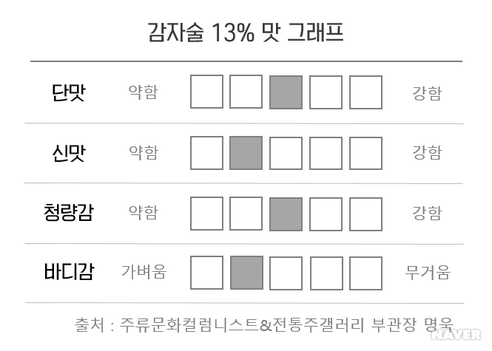 감자술 13% 맛 그래프
단맛 약함 강함
신맛 약함 강함
청량감 약함 강함
바디감 가벼움 무거움
출처 : 주류문화컬럼니스트&전통주갤러리 부관장 명욱
NAVER